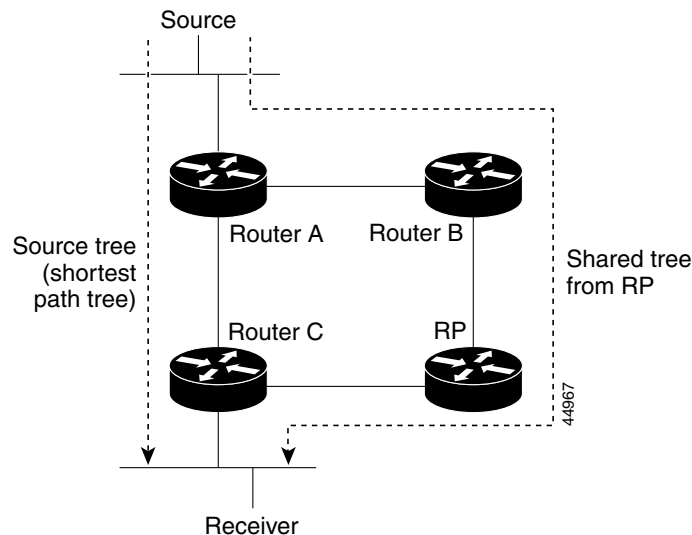 Source
Router A
Router B
Source tree
(shortest
path tree)
Shared tree
from RP
Router C
RP
44967
Receiver